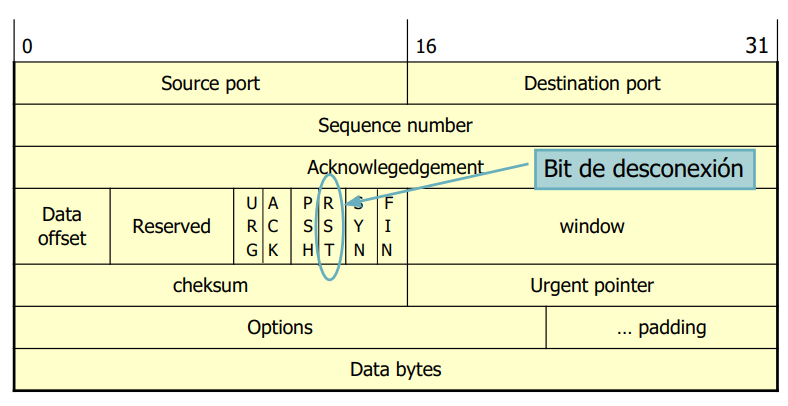 0 16 31
Source port Destination port
Sequence number
Acknowlegedgement
Bit de desconexión
Data offset Reserved URG ACK PSH RST SYN FIN window
cheksum Urgent pointer
Options ... padding
Data bytes